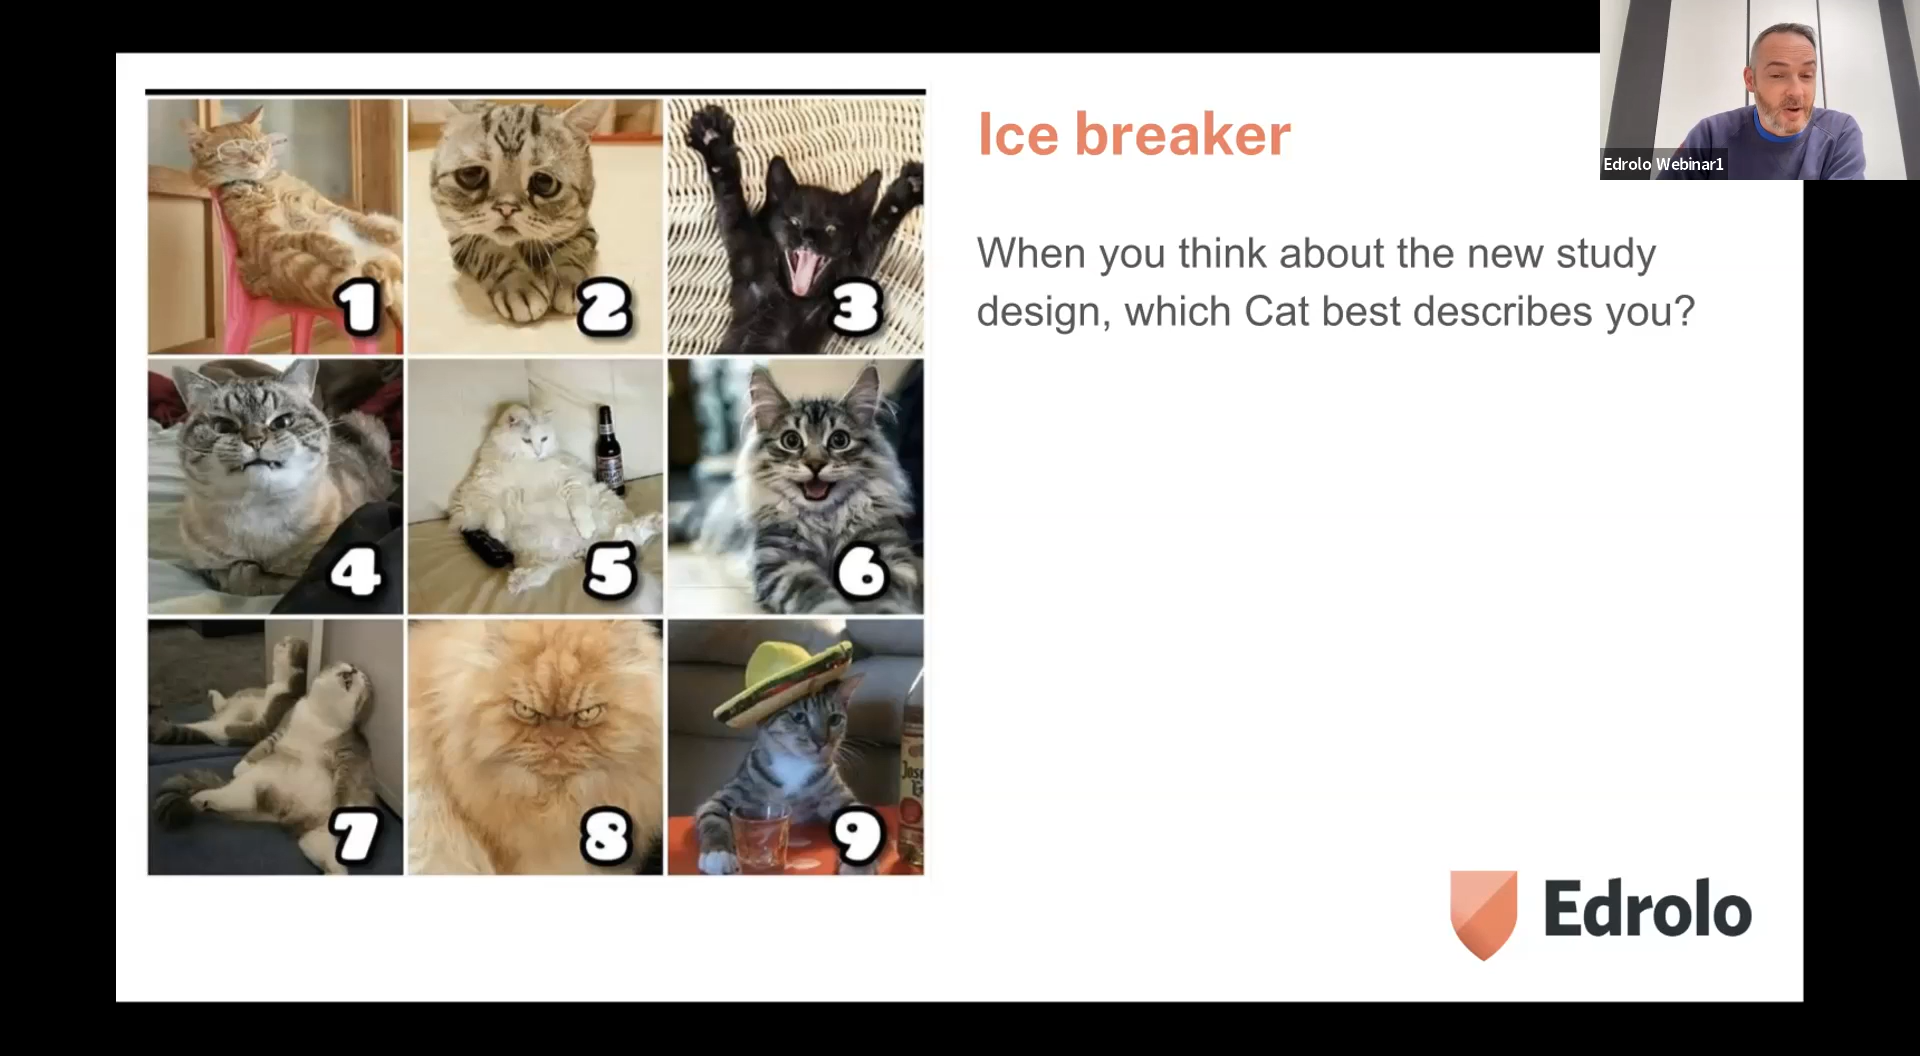 Ice breaker
When you think about the new study
design, which Cat best describes you?
Edrolo Webinar1
1
2
3
4
5
6
7
8
9
Edrolo